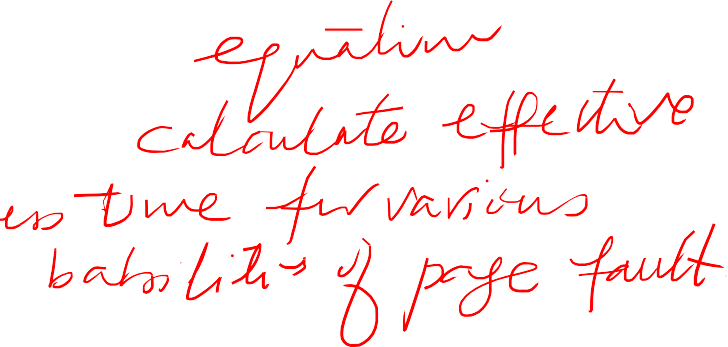 equation
calculate effective
ess time for various
babilities of page fault